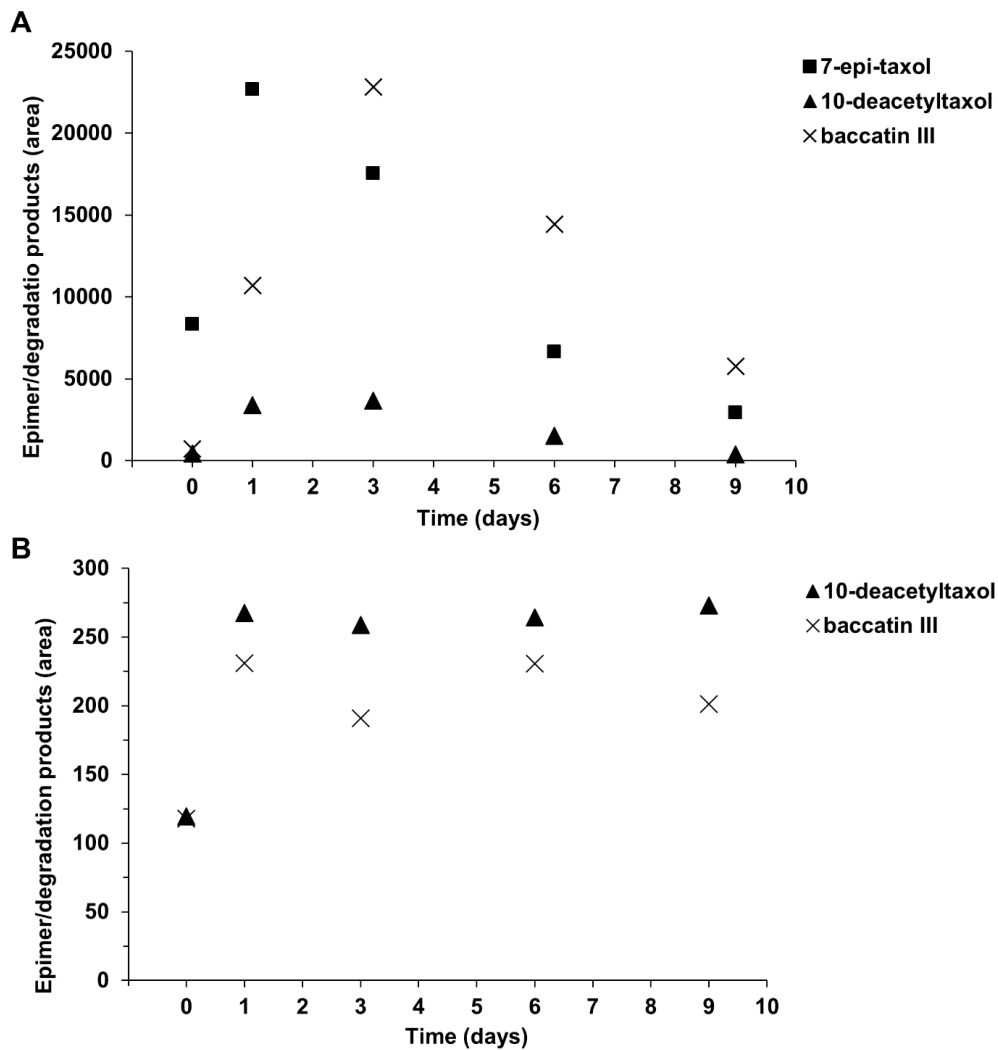 A
Epimer/degradatio products (area)
25000
20000
15000
10000
5000
0
0 1 2 3 4 5 6 7 8 9 10
Time (days)
7-epi-taxol
10-deacetyltaxol
baccatin III
B
Epimer/degradation products (area)
300
250
200
150
100
50
0
0 1 2 3 4 5 6 7 8 9 10
Time (days)
10-deacetyltaxol
baccatin III